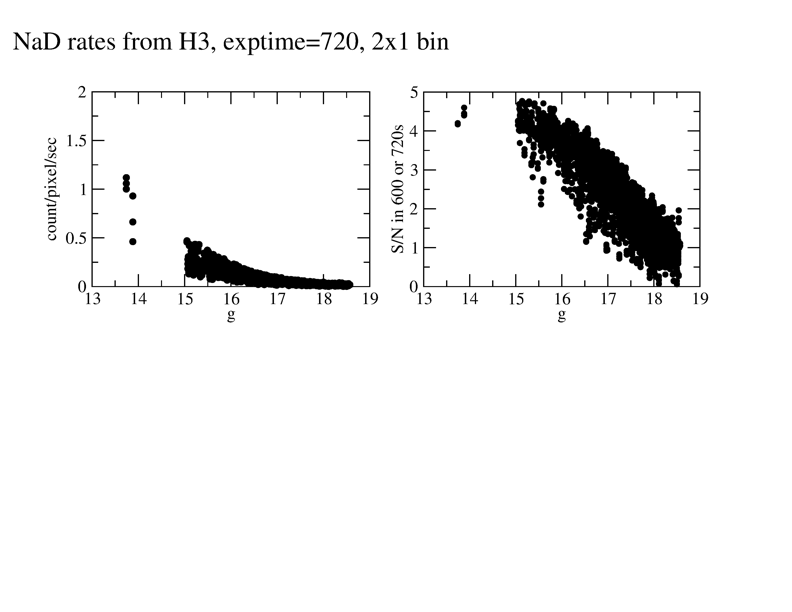 NaD rates from H3, exptime=720, 2x1 bin
2
1.5
1
0.5
0
count/pixel/sec
13 14 15 16 17 18 19
g
5
4
3
2
1
0
S/N in 600 or 720s
13 14 15 16 17 18 19
g